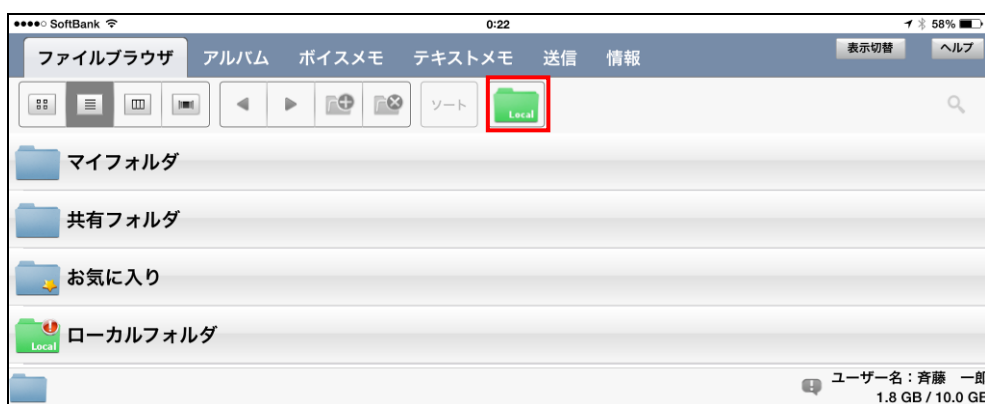 SoftBank 0:22 58%
ファイルブラウザ アルバム ボイスメモ テキストメモ 送信 情報 表示切替 ヘルプ
ソート Local
マイフォルダ
共有フォルダ
お気に入り
Local ローカルフォルダ
ユーザー名：斉藤 一郎
1.8 GB / 10.0 GB